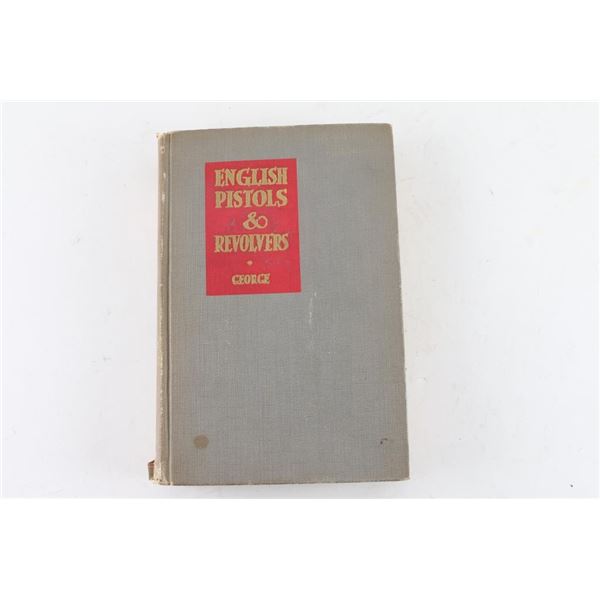 ENGLISH
PISTOLS
&
REVOLVERS
•
GEORGE